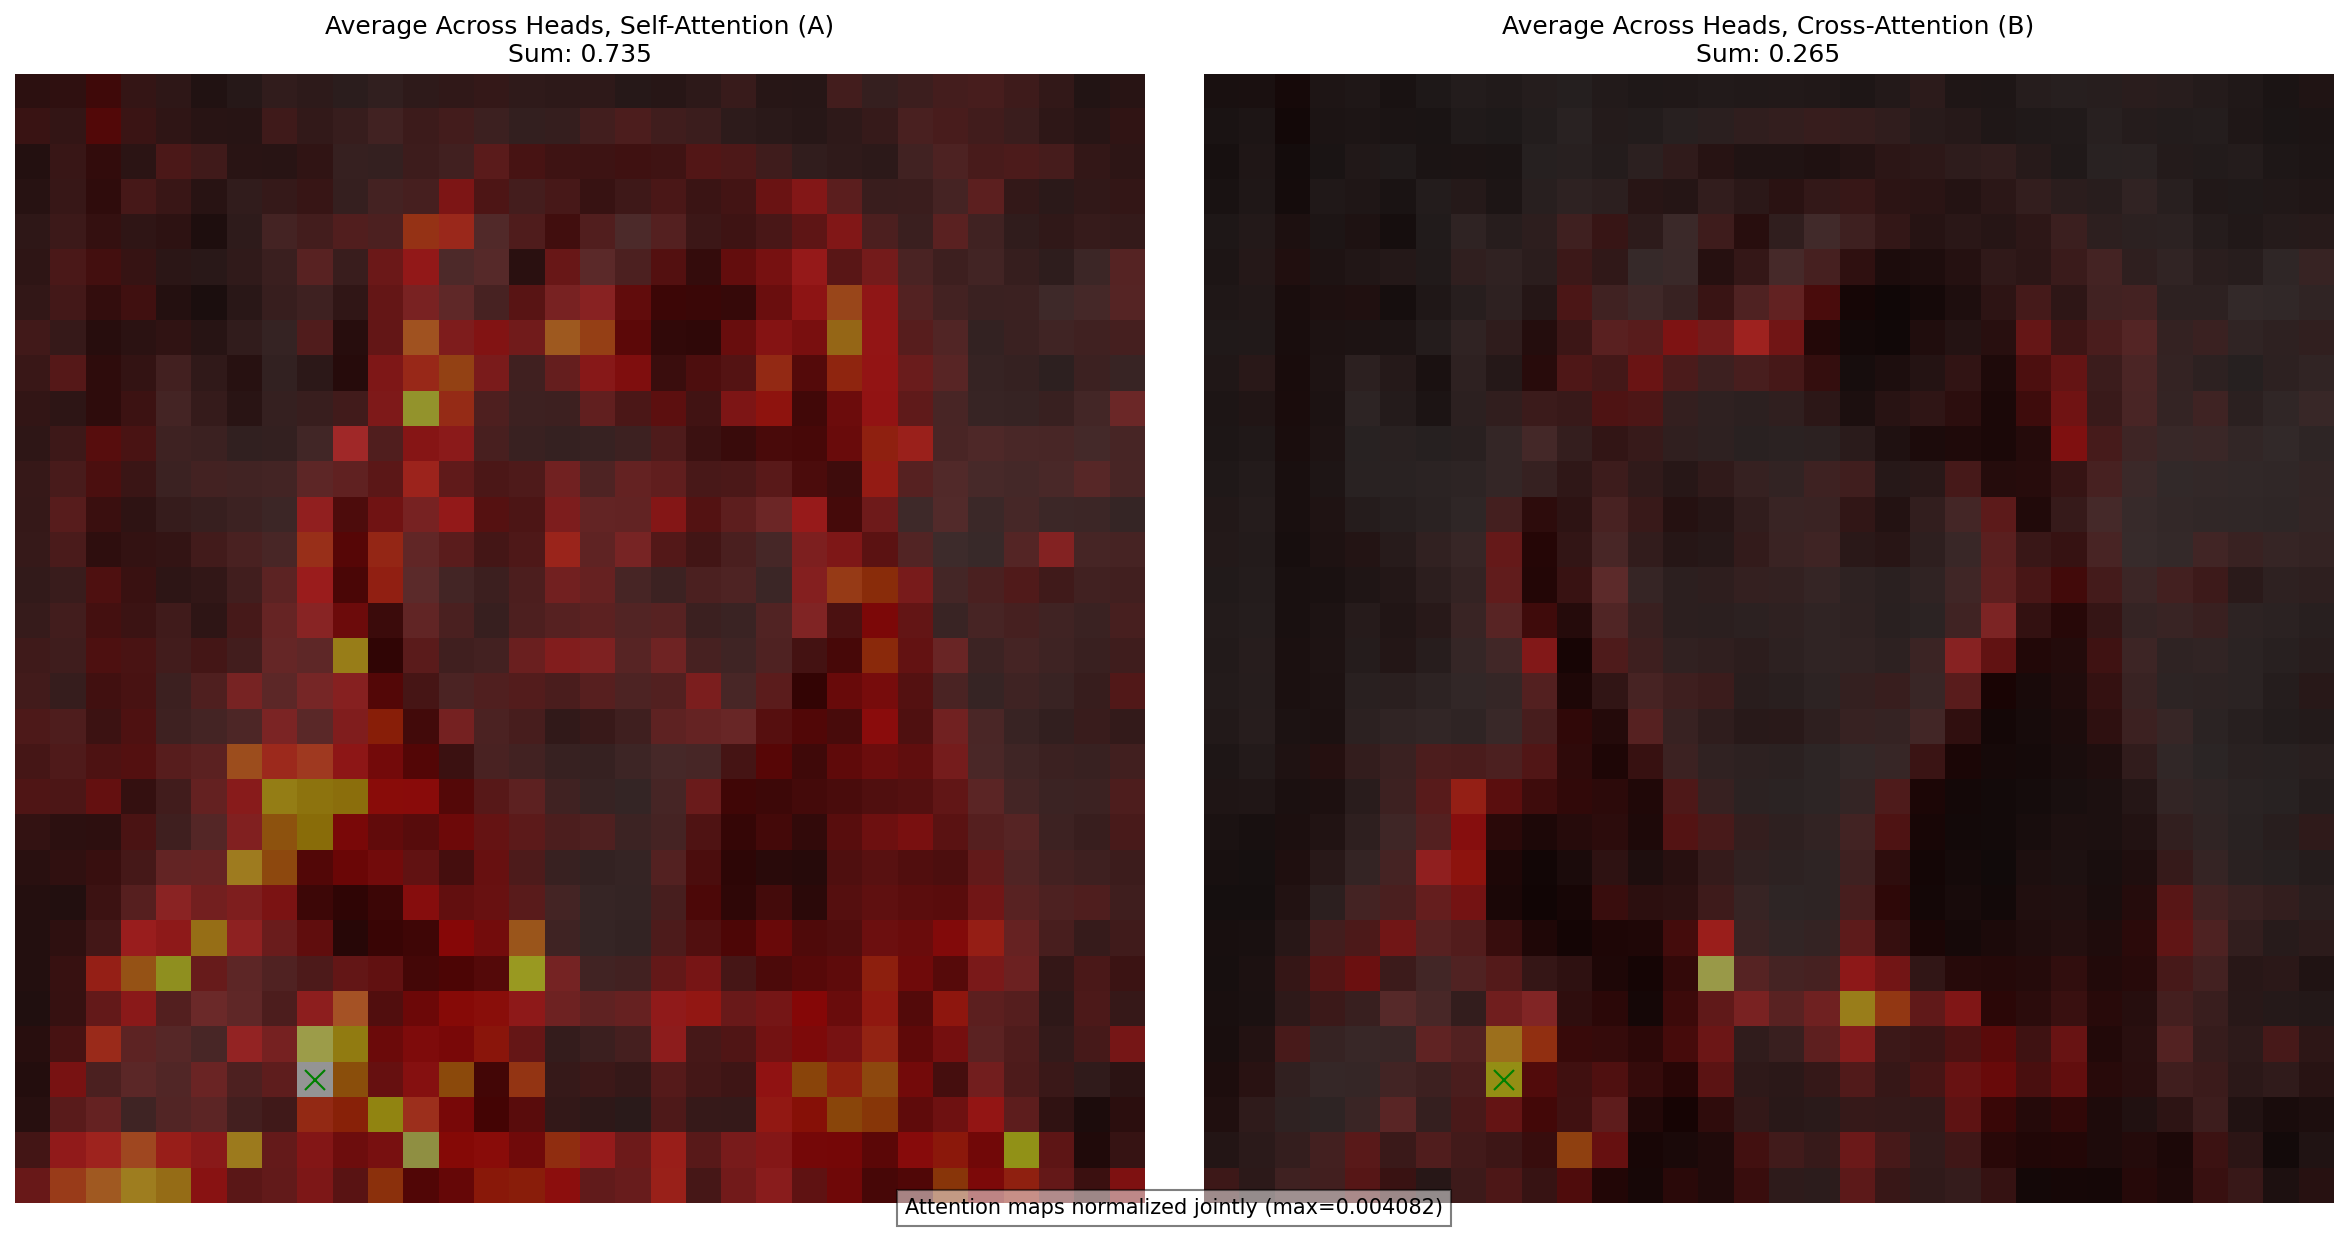 Average Across Heads, Self-Attention (A)
Sum: 0.735
Average Across Heads, Cross-Attention (B)
Sum: 0.265
Attention maps normalized jointly (max=0.004082)